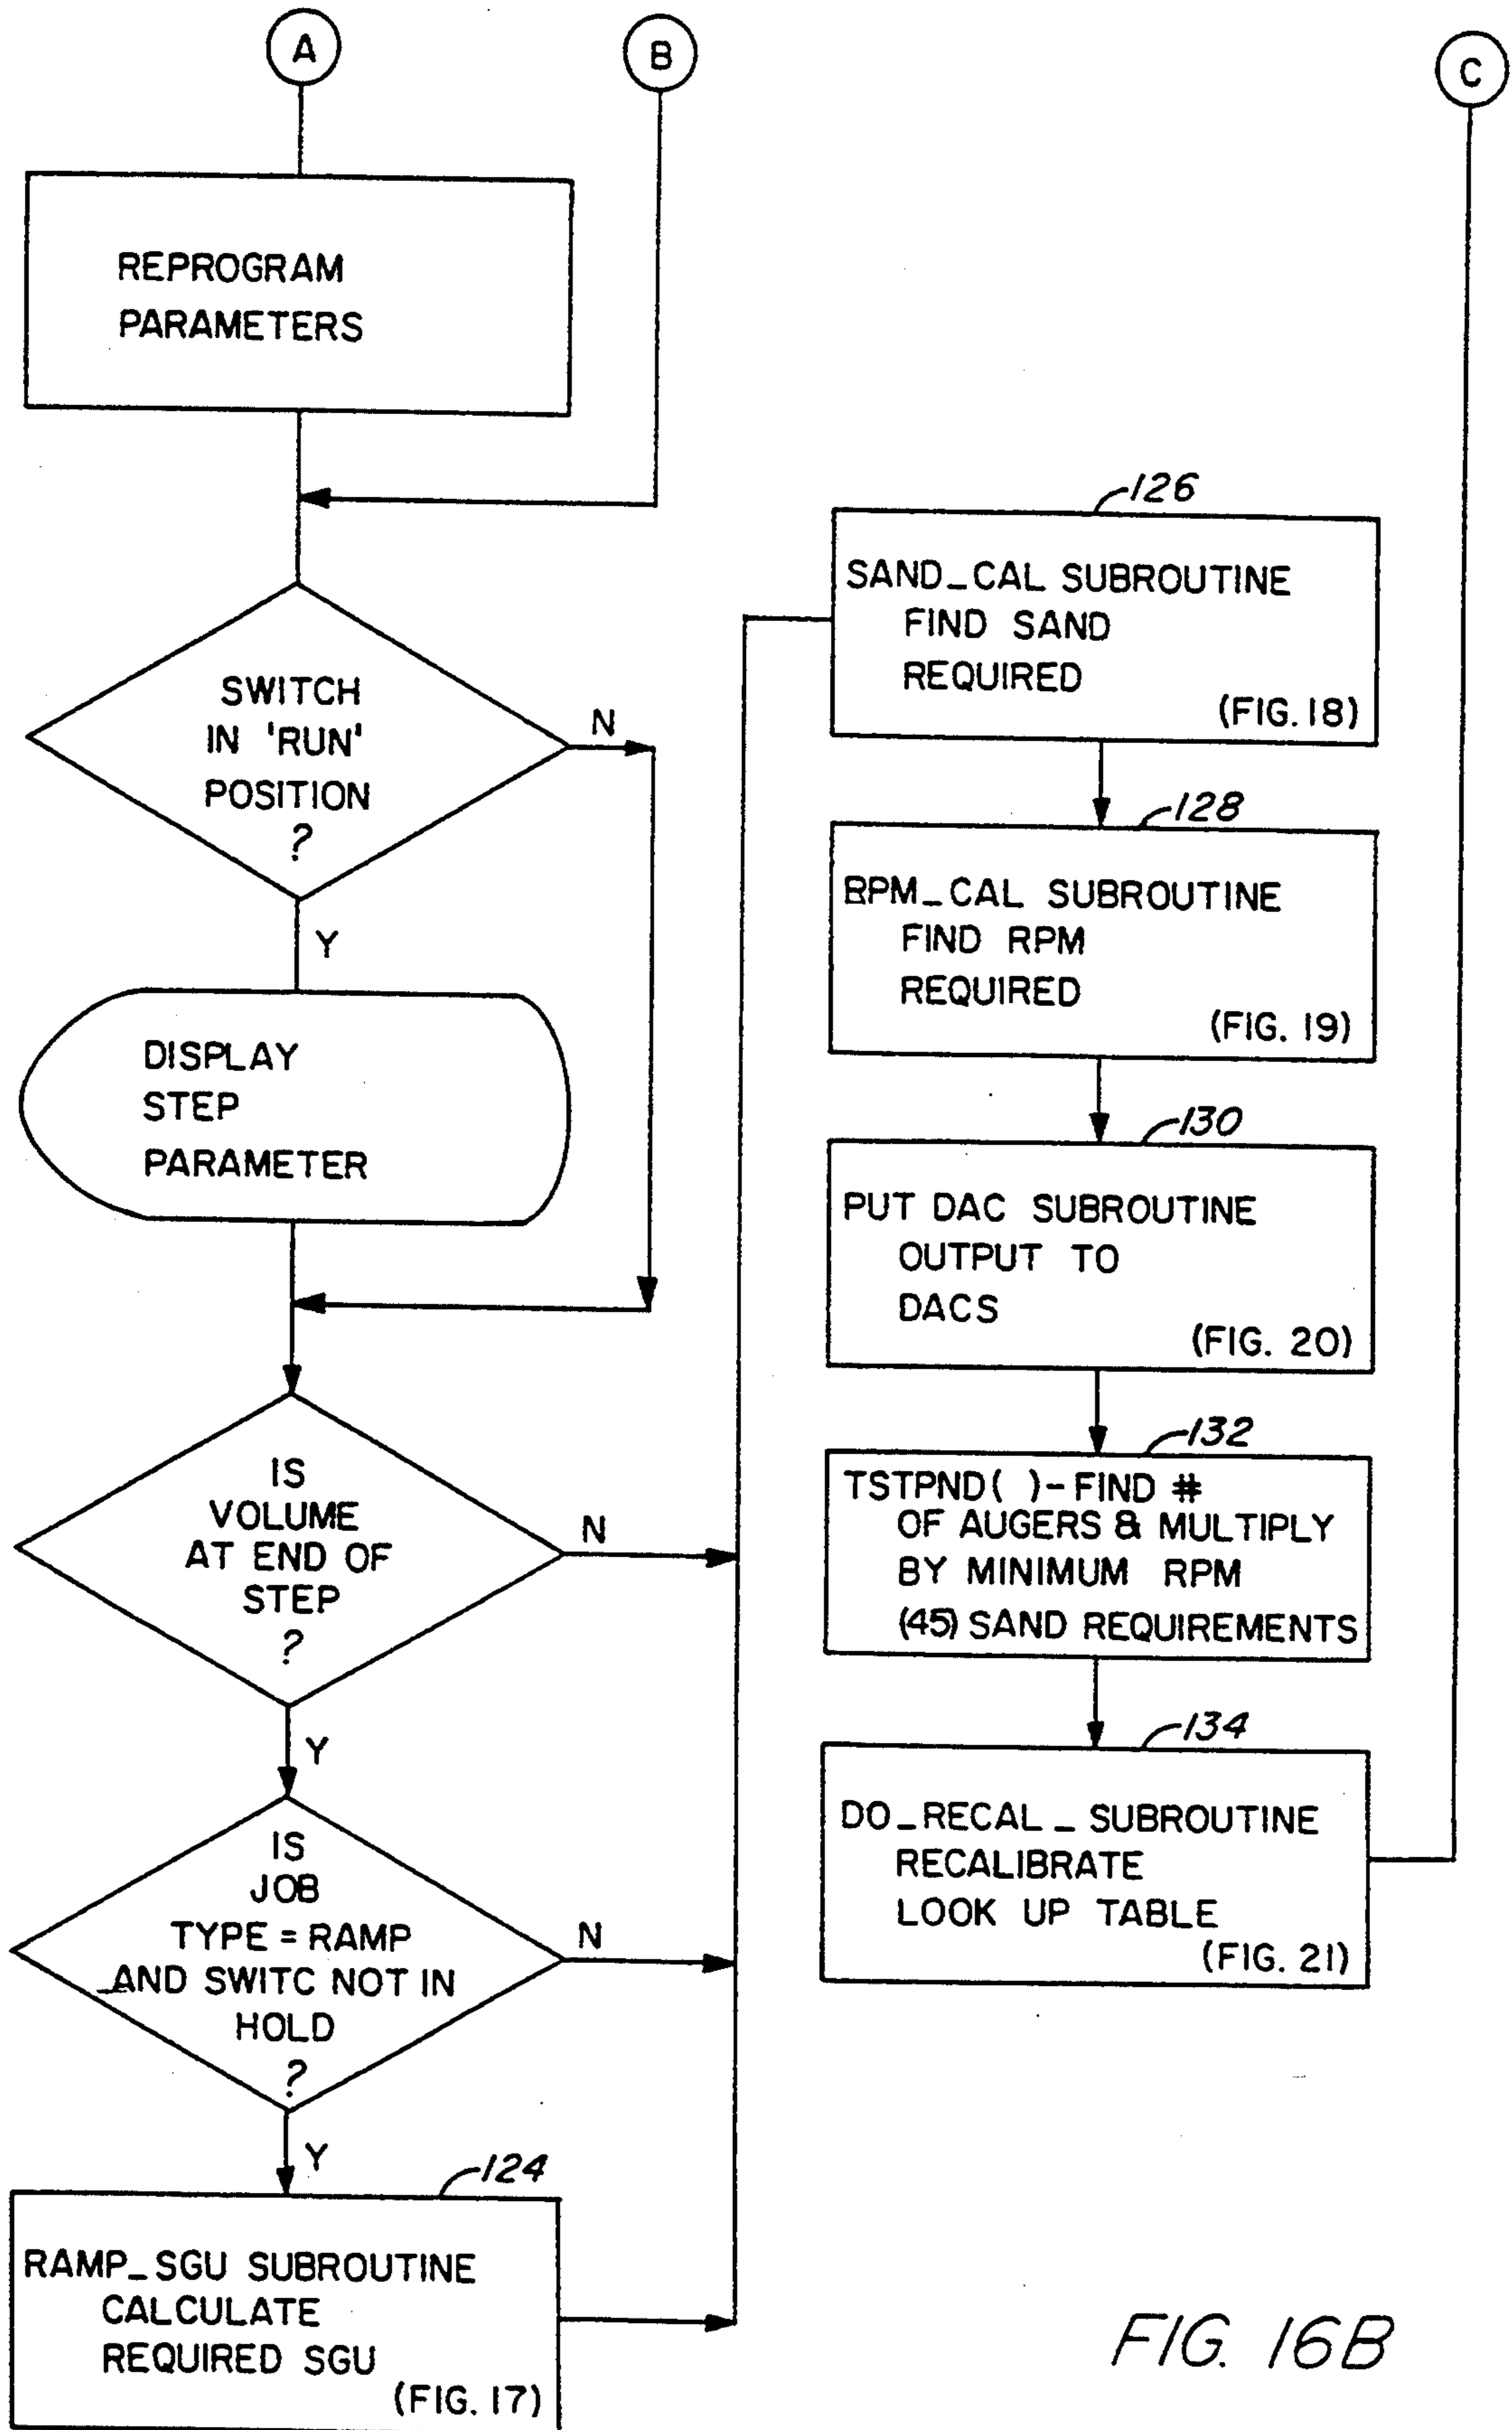 A
B
C
REPROGRAM
PARAMETERS
SWITCH
IN 'RUN'
POSITION
?
N
Y
DISPLAY
STEP
PARAMETER
IS
VOLUME
AT END OF
STEP
?
N
Y
IS
JOB
TYPE = RAMP
AND SWITC NOT IN
HOLD
?
N
Y
124
RAMP_SGU SUBROUTINE
CALCULATE
REQUIRED SGU
(FIG. 17)
126
SAND_CAL SUBROUTINE
FIND SAND
REQUIRED
(FIG. 18)
128
RPM_CAL SUBROUTINE
FIND RPM
REQUIRED
(FIG. 19)
130
PUT DAC SUBROUTINE
OUTPUT TO
DACS
(FIG. 20)
132
TSTPND( )-FIND #
OF AUGERS & MULTIPLY
BY MINIMUM RPM
(45) SAND REQUIREMENTS
134
DO_RECAL_ SUBROUTINE
RECALIBRATE
LOOK UP TABLE
(FIG. 21)
FIG. 16B